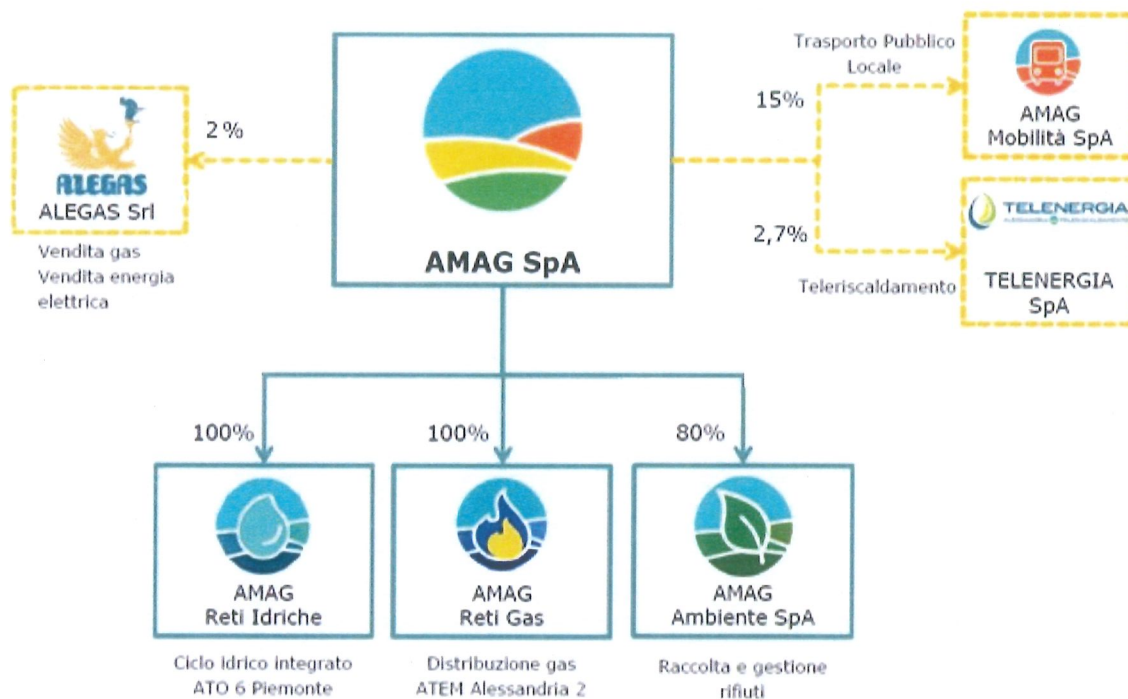 Trasporto Pubblico
Locale
15%
AMAG
Mobilità SpA
2 %
ALEGAS
ALEGAS Srl
Vendita gas
Vendita energia
elettrica
AMAG SpA
2,7%
Teleriscaldamento
TELENERGIA
TELENERGIA
SpA
100%
100%
80%
AMAG
Reti Idriche
AMAG
Reti Gas
AMAG
Ambiente SpA
Ciclo idrico integrato
ATO 6 Piemonte
Distribuzione gas
ATEM Alessandria 2
Raccolta e gestione
rifiuti